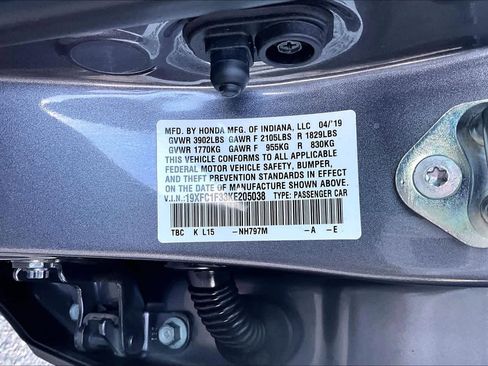 MFD. BY HONDA MFG. OF INDIANA, LLC 04/'19
GVWR 3902LBS GAWR F 2105LBS R 1829LBS
GVWR 1770KG GAWR F 955KG R 830KG
THIS VEHICLE CONFORMS TO ALL APPLICABLE
FEDERAL MOTOR VEHICLE SAFETY, BUMPER,
AND THEFT PREVENTION STANDARDS IN EFFECT
ON THE DATE OF MANUFACTURE SHOWN ABOVE.
V.I.N.:19XFC1F33KE205038 TYPE: PASSENGER CAR
TBC K L15 -NH797M -A -E